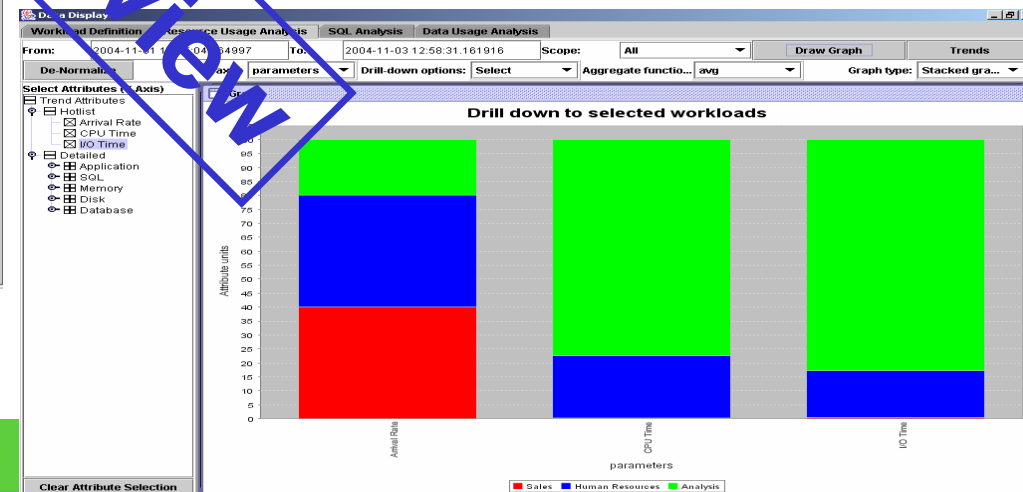 Data Display
Workload Definition Resource Usage Analysis SQL Analysis Data Usage Analysis
From: To: 2004-11-03 12:58:31.161916 Scope: All Draw Graph Trends
De-Normalize parameters Drill-down options: Select Aggregate functio... avg Graph type: Stacked gra...
Select Attributes (Y Axis)
Trend Attributes
Hotlist
Arrival Rate
CPU Time
I/O Time
Detailed
Application
SQL
Memory
Disk
Database
Clear Attribute Selection
view
Drill down to selected workloads
Attribute units
95
90
85
75
70
65
60
55
50
45
40
35
30
25
20
15
10
5
0
Arrival Rate
CPU Time
I/O Time
parameters
Sales Human Resources Analysis